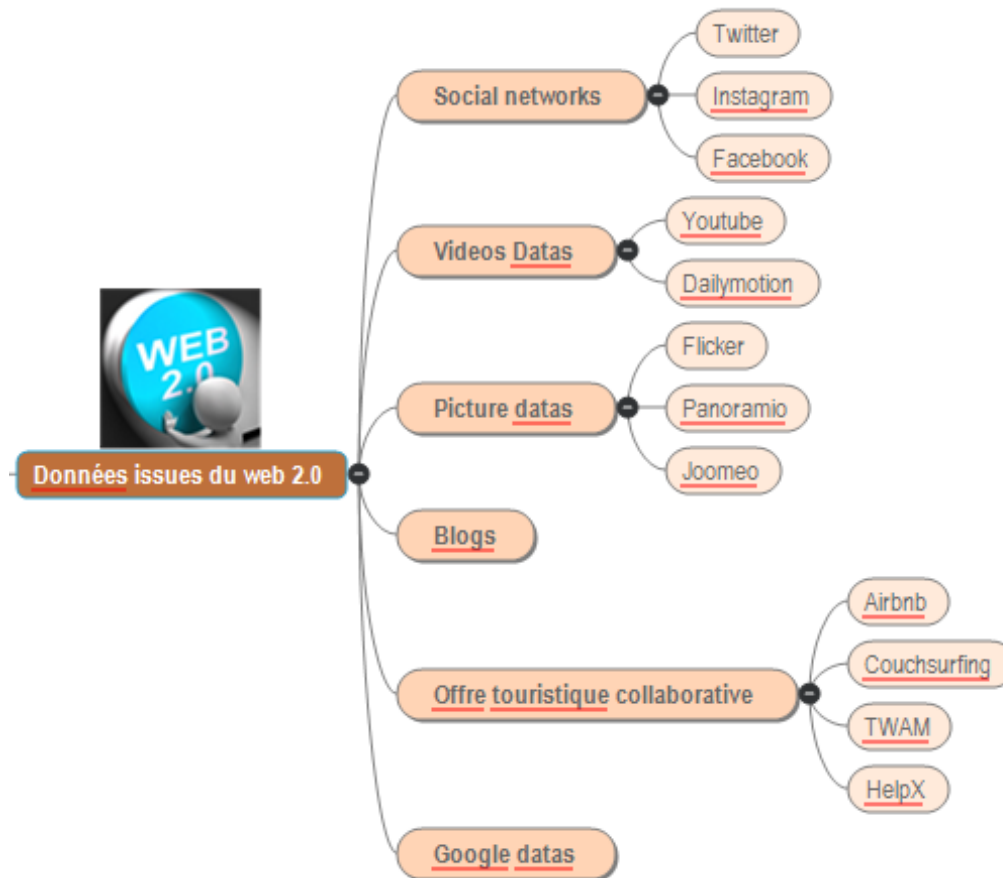 Twitter
Social networks
Instagram
Facebook
Youtube
Videos Datas
Dailymotion
WEB
2.0
Flicker
Picture datas
Panoramio
Joomeo
Données issues du web 2.0
Blogs
Airbnb
Couchsurfing
Offre touristique collaborative
TWAM
HelpX
Google datas